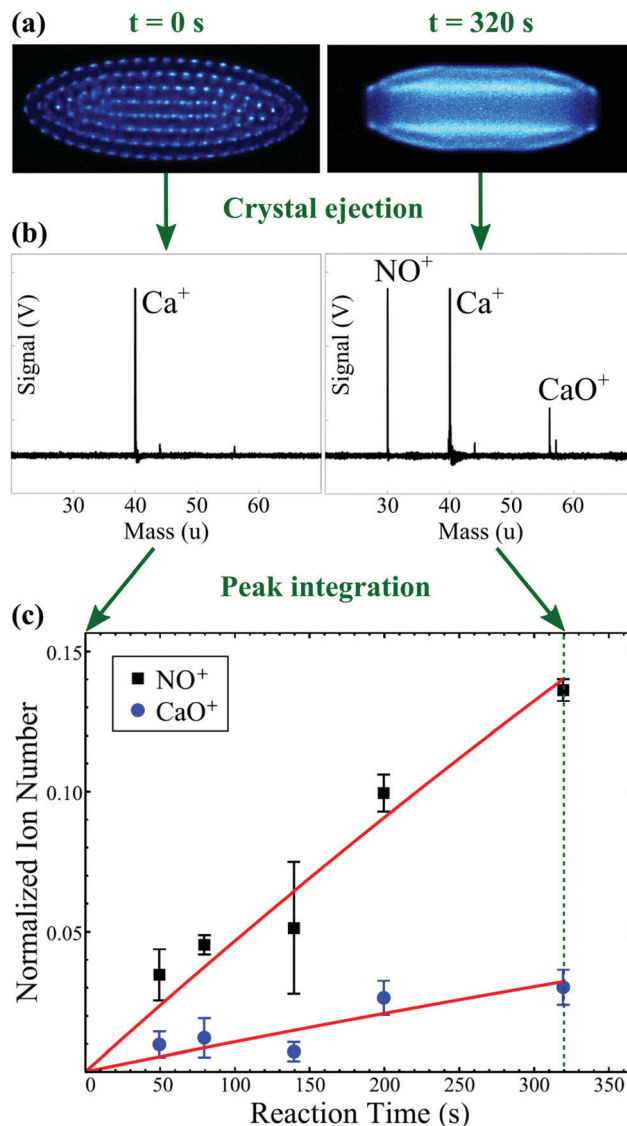 (a)
t = 0 s
t = 320 s
Crystal ejection
(b)
Signal (V)
Ca⁺
30 40 50 60
Mass (u)
Signal (V)
NO⁺
Ca⁺
CaO⁺
30 40 50 60
Mass (u)
Peak integration
(c)
Normalized Ion Number
0.15
0.10
0.05
NO⁺
CaO⁺
0 50 100 150 200 250 300 350
Reaction Time (s)